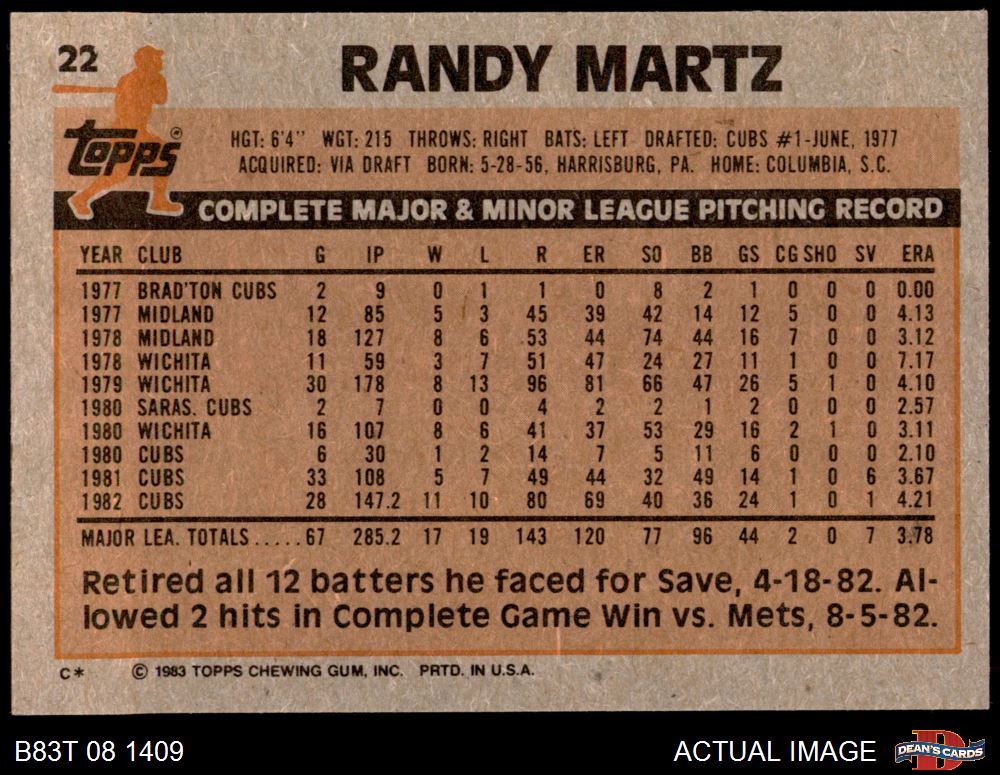 22
RANDY MARTZ
topps®
HGT: 6'4" WGT: 215 THROWS: RIGHT BATS: LEFT DRAFTED: CUBS #1-JUNE, 1977
ACQUIRED: VIA DRAFT BORN: 5-28-56, HARRISBURG, PA. HOME: COLUMBIA, S.C.
COMPLETE MAJOR & MINOR LEAGUE PITCHING RECORD
YEAR CLUB G IP W L R ER SO BB GS CG SHO SV ERA
1977 BRAD'TON CUBS 2 9 0 1 1 0 8 2 1 0 0 0 0.00
1977 MIDLAND 12 85 5 3 45 39 42 14 12 5 0 0 4.13
1978 MIDLAND 18 127 8 6 53 44 74 44 16 7 0 0 3.12
1978 WICHITA 11 59 3 7 51 47 24 27 11 1 0 0 7.17
1979 WICHITA 30 178 8 13 96 81 66 47 26 5 1 0 4.10
1980 SARAS. CUBS 2 7 0 0 4 2 2 1 2 0 0 0 2.57
1980 WICHITA 16 107 8 6 41 37 53 29 16 2 1 0 3.11
1980 CUBS 6 30 1 2 14 7 5 11 6 0 0 0 2.10
1981 CUBS 33 108 5 7 49 44 32 49 14 1 0 6 3.67
1982 CUBS 28 147.2 11 10 80 69 40 36 24 1 0 1 4.21
MAJOR LEA. TOTALS.....67 285.2 17 19 143 120 77 96 44 2 0 7 3.78
Retired all 12 batters he faced for Save, 4-18-82. Al-
lowed 2 hits in Complete Game Win vs. Mets, 8-5-82.
C* © 1983 TOPPS CHEWING GUM, INC. PRTD. IN U.S.A.
B83T 08 1409
ACTUAL IMAGE
DEAN'S CARDS